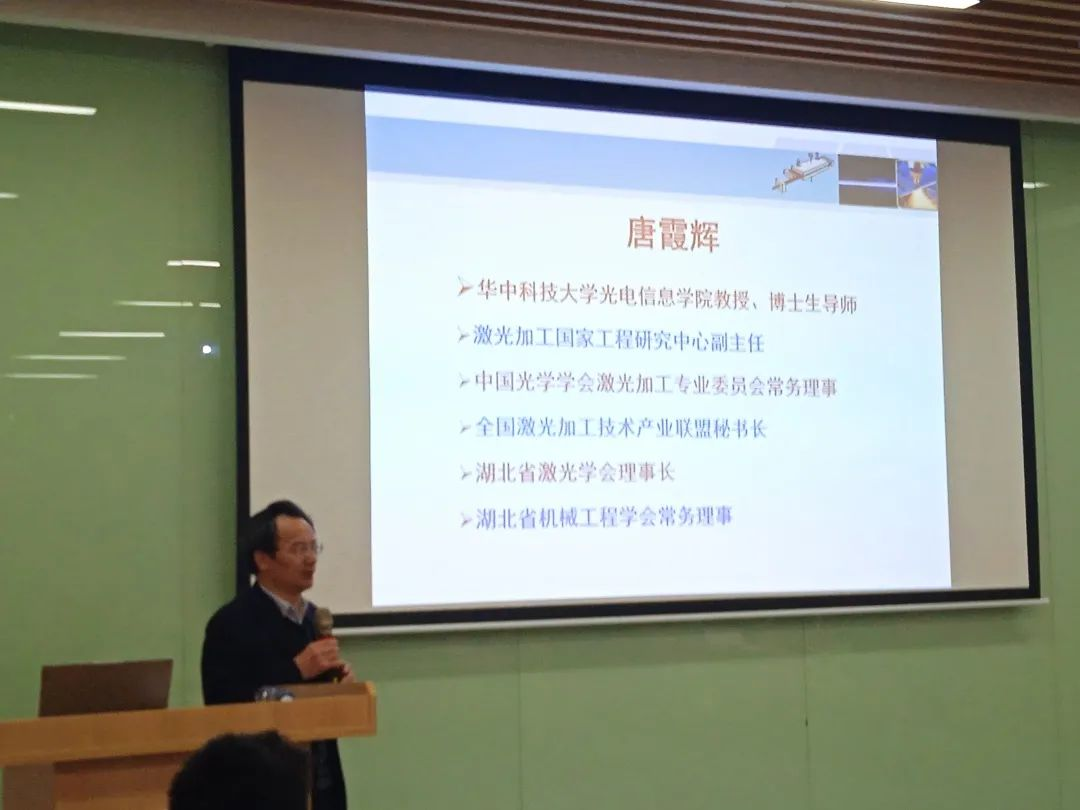 唐霞辉
➢华中科技大学光电信息学院教授、博士生导师
➢激光加工国家工程研究中心副主任
➢中国光学学会激光加工专业委员会常务理事
➢全国激光加工技术产业联盟秘书长
➢湖北省激光学会理事长
➢湖北省机械工程学会常务理事